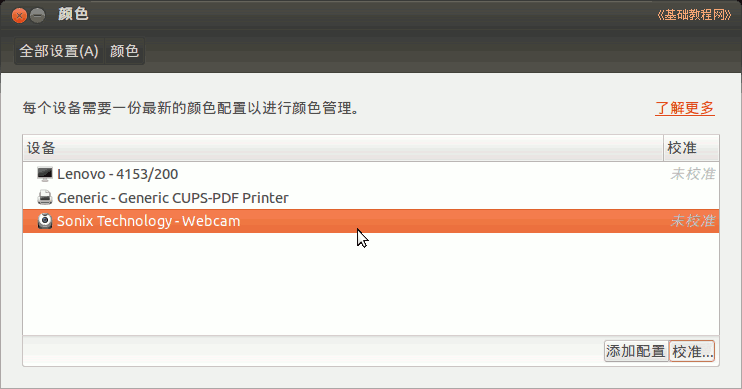 颜色
《基础教程网》
全部设置(A) 颜色
每个设备需要一份最新的颜色配置以进行颜色管理。 了解更多
设备 校准
Lenovo - 4153/200 未校准
Generic - Generic CUPS-PDF Printer
Sonix Technology - Webcam 未校准
添加配置 校准...